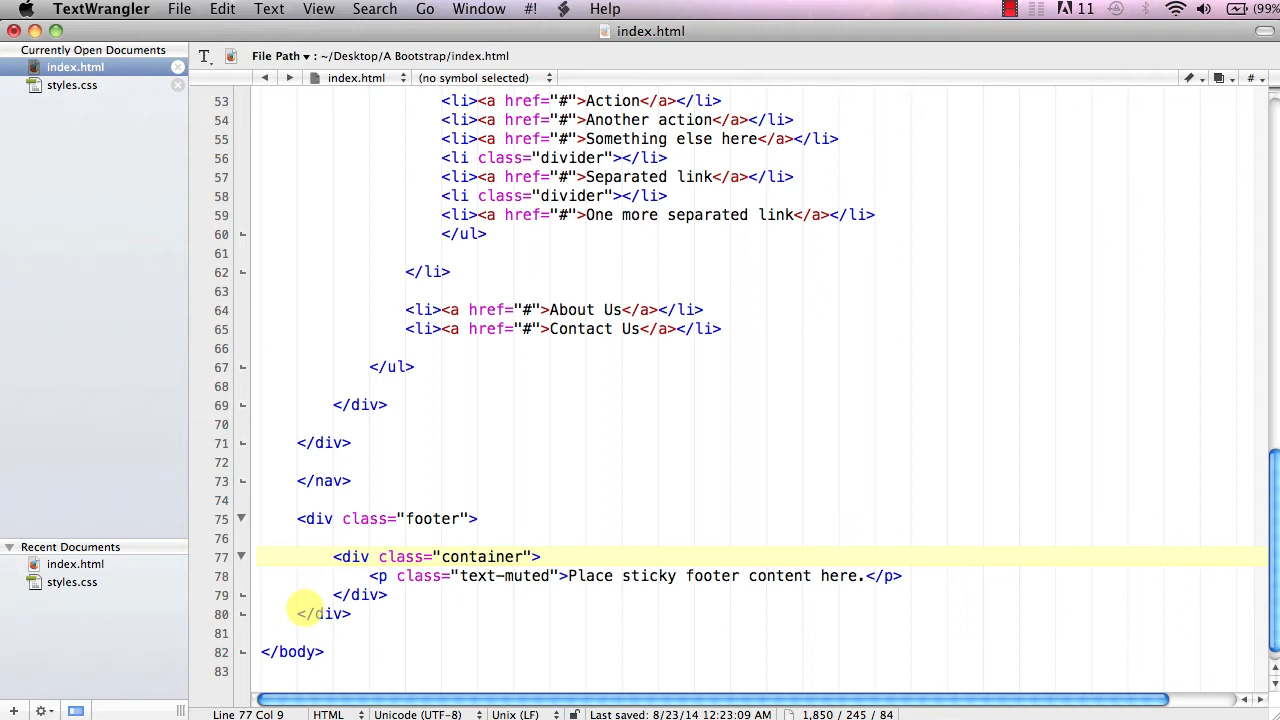 TextWrangler File Edit Text View Search Go Window #! Help 11 (99%
index.html
Currently Open Documents
index.html
styles.css
File Path : ~/Desktop/A Bootstrap/index.html
index.html (no symbol selected) #
53 <li><a href="#">Action</a></li>
54 <li><a href="#">Another action</a></li>
55 <li><a href="#">Something else here</a></li>
56 <li class="divider"></li>
57 <li><a href="#">Separated link</a></li>
58 <li class="divider"></li>
59 <li><a href="#">One more separated link</a></li>
60 </ul>
61
62 </li>
63
64 <li><a href="#">About Us</a></li>
65 <li><a href="#">Contact Us</a></li>
66
67 </ul>
68
69 </div>
70
71 </div>
72
73 </nav>
74
75 <div class="footer">
76
77 <div class="container">
78 <p class="text-muted">Place sticky footer content here.</p>
79 </div>
80 </div>
81
82 </body>
83
Recent Documents
index.html
styles.css
Line 77 Col 9 HTML Unicode (UTF-8) Unix (LF) Last saved: 8/23/14 12:23:09 AM 1,850 / 245 / 84